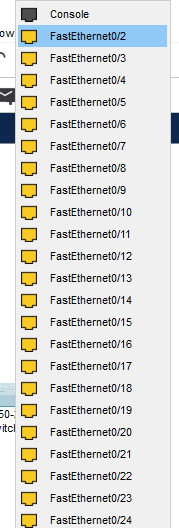 Console
ow
FastEthernet0/2
FastEthernet0/3
FastEthernet0/4
FastEthernet0/5
FastEthernet0/6
FastEthernet0/7
FastEthernet0/8
FastEthernet0/9
FastEthernet0/10
FastEthernet0/11
FastEthernet0/12
FastEthernet0/13
FastEthernet0/14
FastEthernet0/15
FastEthernet0/16
FastEthernet0/17
FastEthernet0/18
FastEthernet0/19
50-
FastEthernet0/20
witc
FastEthernet0/21
FastEthernet0/22
FastEthernet0/23
FastEthernet0/24